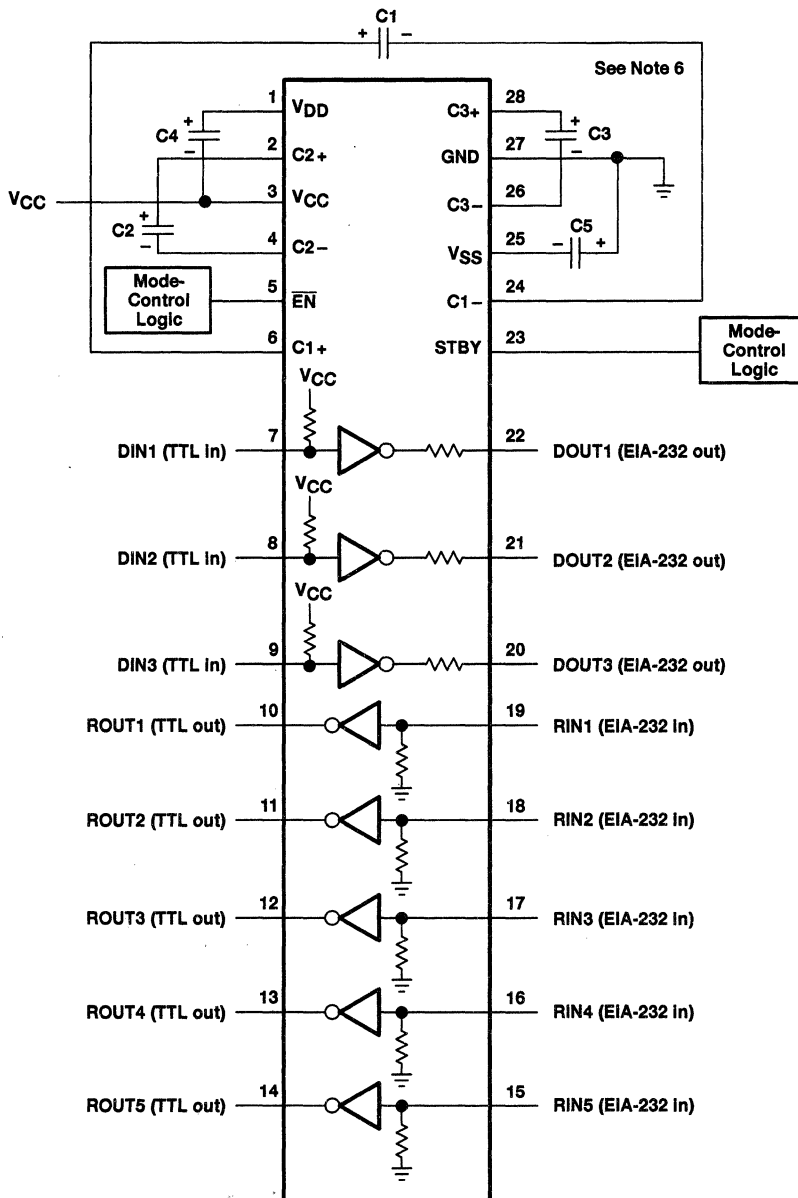 C1
+ −
See Note 6
1 VDD
C4 + −
2 C2+
VCC
3 VCC
C2 + −
4 C2−
Mode-
Control
Logic
5 E̅N̅
6 C1+
28 C3+
C3 + −
27 GND
26 C3−
C5 − +
25 VSS
24 C1−
23 STBY
Mode-
Control
Logic
VCC
DIN1 (TTL in) 7 22 DOUT1 (EIA-232 out)
VCC
DIN2 (TTL in) 8 21 DOUT2 (EIA-232 out)
VCC
DIN3 (TTL in) 9 20 DOUT3 (EIA-232 out)
ROUT1 (TTL out) 10 19 RIN1 (EIA-232 in)
ROUT2 (TTL out) 11 18 RIN2 (EIA-232 in)
ROUT3 (TTL out) 12 17 RIN3 (EIA-232 in)
ROUT4 (TTL out) 13 16 RIN4 (EIA-232 in)
ROUT5 (TTL out) 14 15 RIN5 (EIA-232 in)